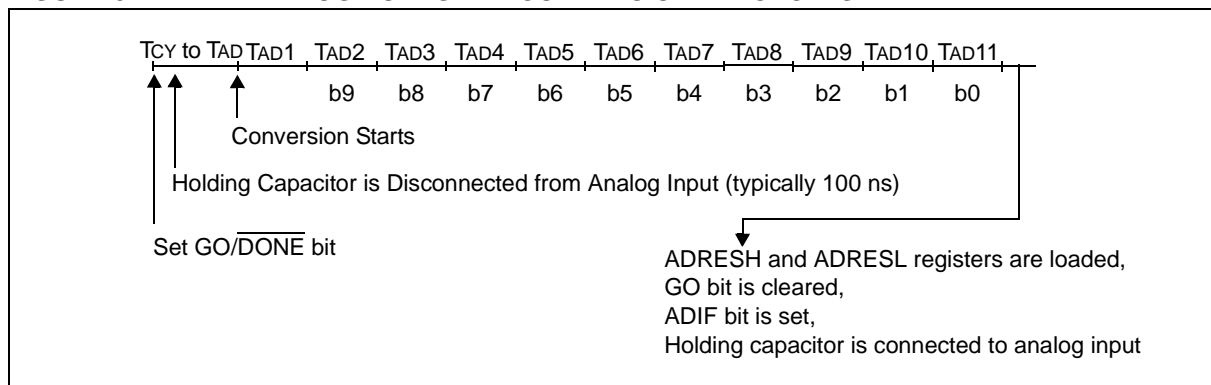 TCY to TAD TAD1 TAD2 TAD3 TAD4 TAD5 TAD6 TAD7 TAD8 TAD9 TAD10 TAD11
b9 b8 b7 b6 b5 b4 b3 b2 b1 b0
Conversion Starts
Holding Capacitor is Disconnected from Analog Input (typically 100 ns)
Set GO/DONE bit
ADRESH and ADRESL registers are loaded,
GO bit is cleared,
ADIF bit is set,
Holding capacitor is connected to analog input